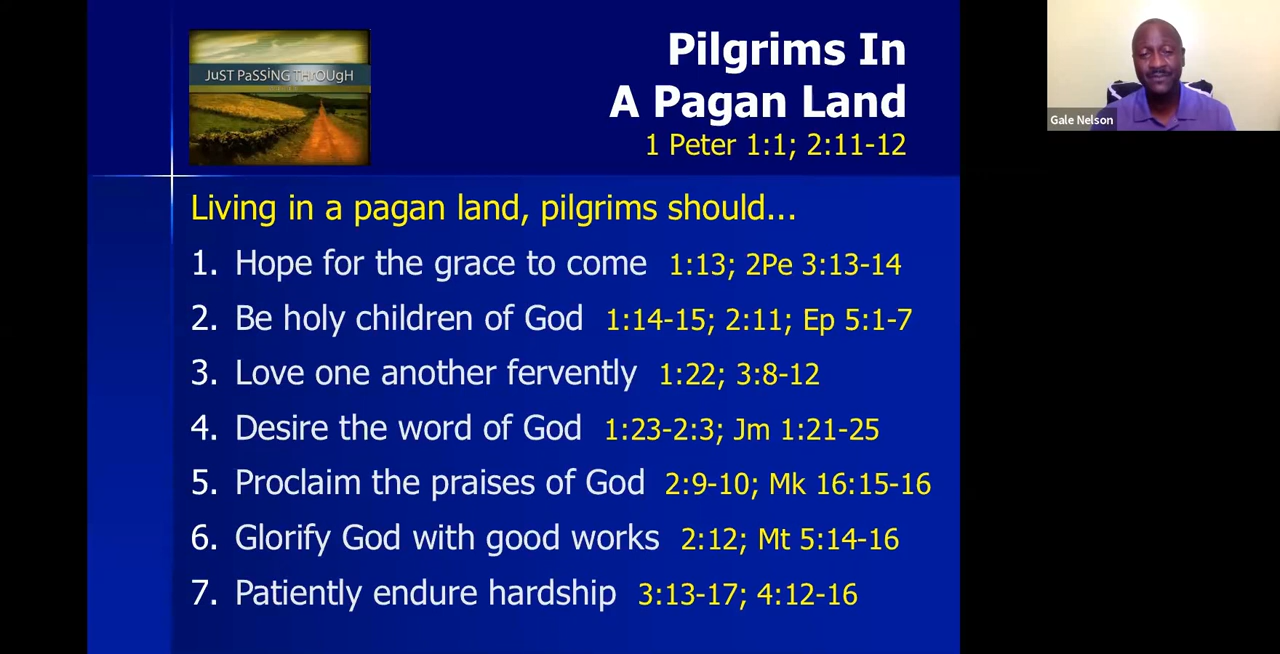 JuST PaSSiNG THrOUgH
Pilgrims In
A Pagan Land
1 Peter 1:1; 2:11-12
Gale Nelson
Living in a pagan land, pilgrims should...
1. Hope for the grace to come 1:13; 2Pe 3:13-14
2. Be holy children of God 1:14-15; 2:11; Ep 5:1-7
3. Love one another fervently 1:22; 3:8-12
4. Desire the word of God 1:23-2:3; Jm 1:21-25
5. Proclaim the praises of God 2:9-10; Mk 16:15-16
6. Glorify God with good works 2:12; Mt 5:14-16
7. Patiently endure hardship 3:13-17; 4:12-16